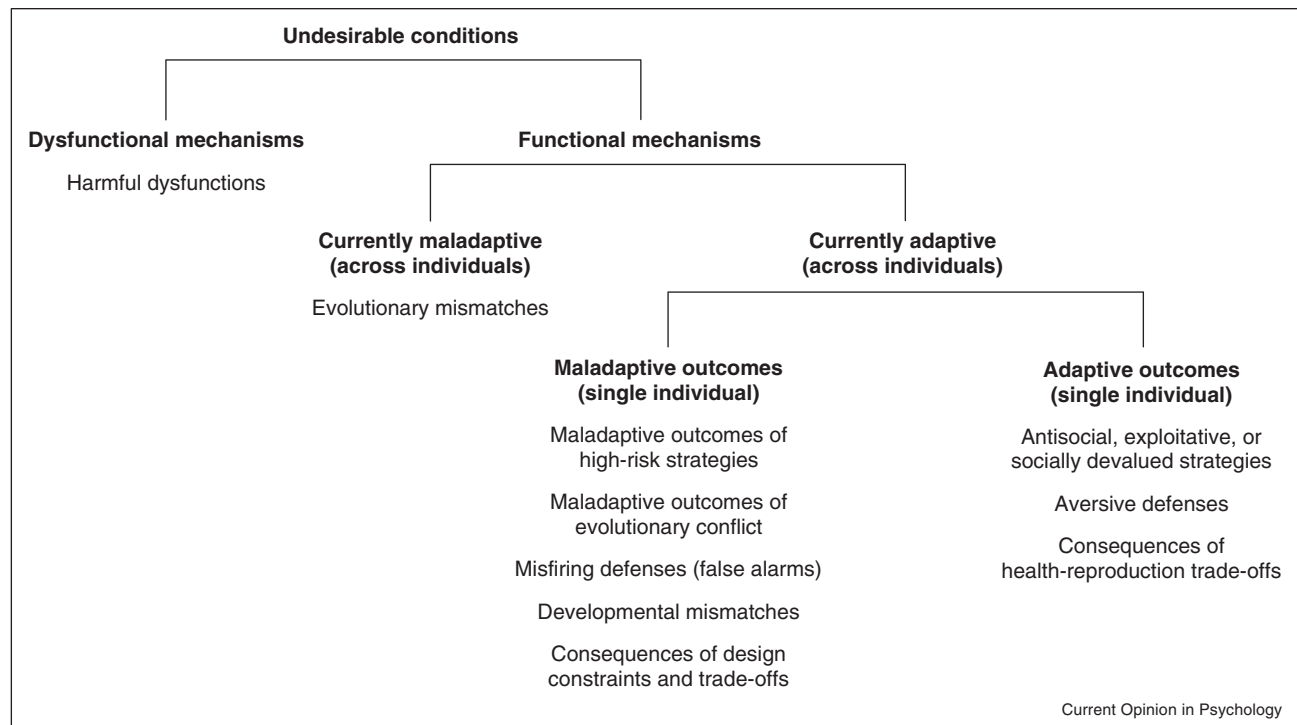 Undesirable conditions
Dysfunctional mechanisms
Harmful dysfunctions
Functional mechanisms
Currently maladaptive
(across individuals)
Evolutionary mismatches
Currently adaptive
(across individuals)
Maladaptive outcomes
(single individual)
Maladaptive outcomes of
high-risk strategies
Maladaptive outcomes of
evolutionary conflict
Misfiring defenses (false alarms)
Developmental mismatches
Consequences of design
constraints and trade-offs
Adaptive outcomes
(single individual)
Antisocial, exploitative, or
socially devalued strategies
Aversive defenses
Consequences of
health-reproduction trade-offs
Current Opinion in Psychology